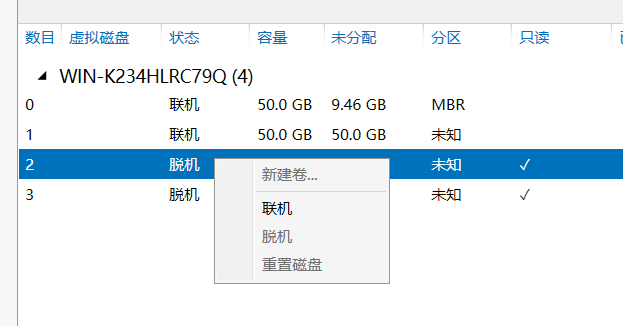 数目 虚拟磁盘 状态 容量 未分配 分区 只读
WIN-K234HLRC79Q (4)
0 联机 50.0 GB 9.46 GB MBR
1 联机 50.0 GB 50.0 GB 未知
2 脱机 未知 ✓
新建卷...
3 脱机 未知 ✓
联机
脱机
重置磁盘